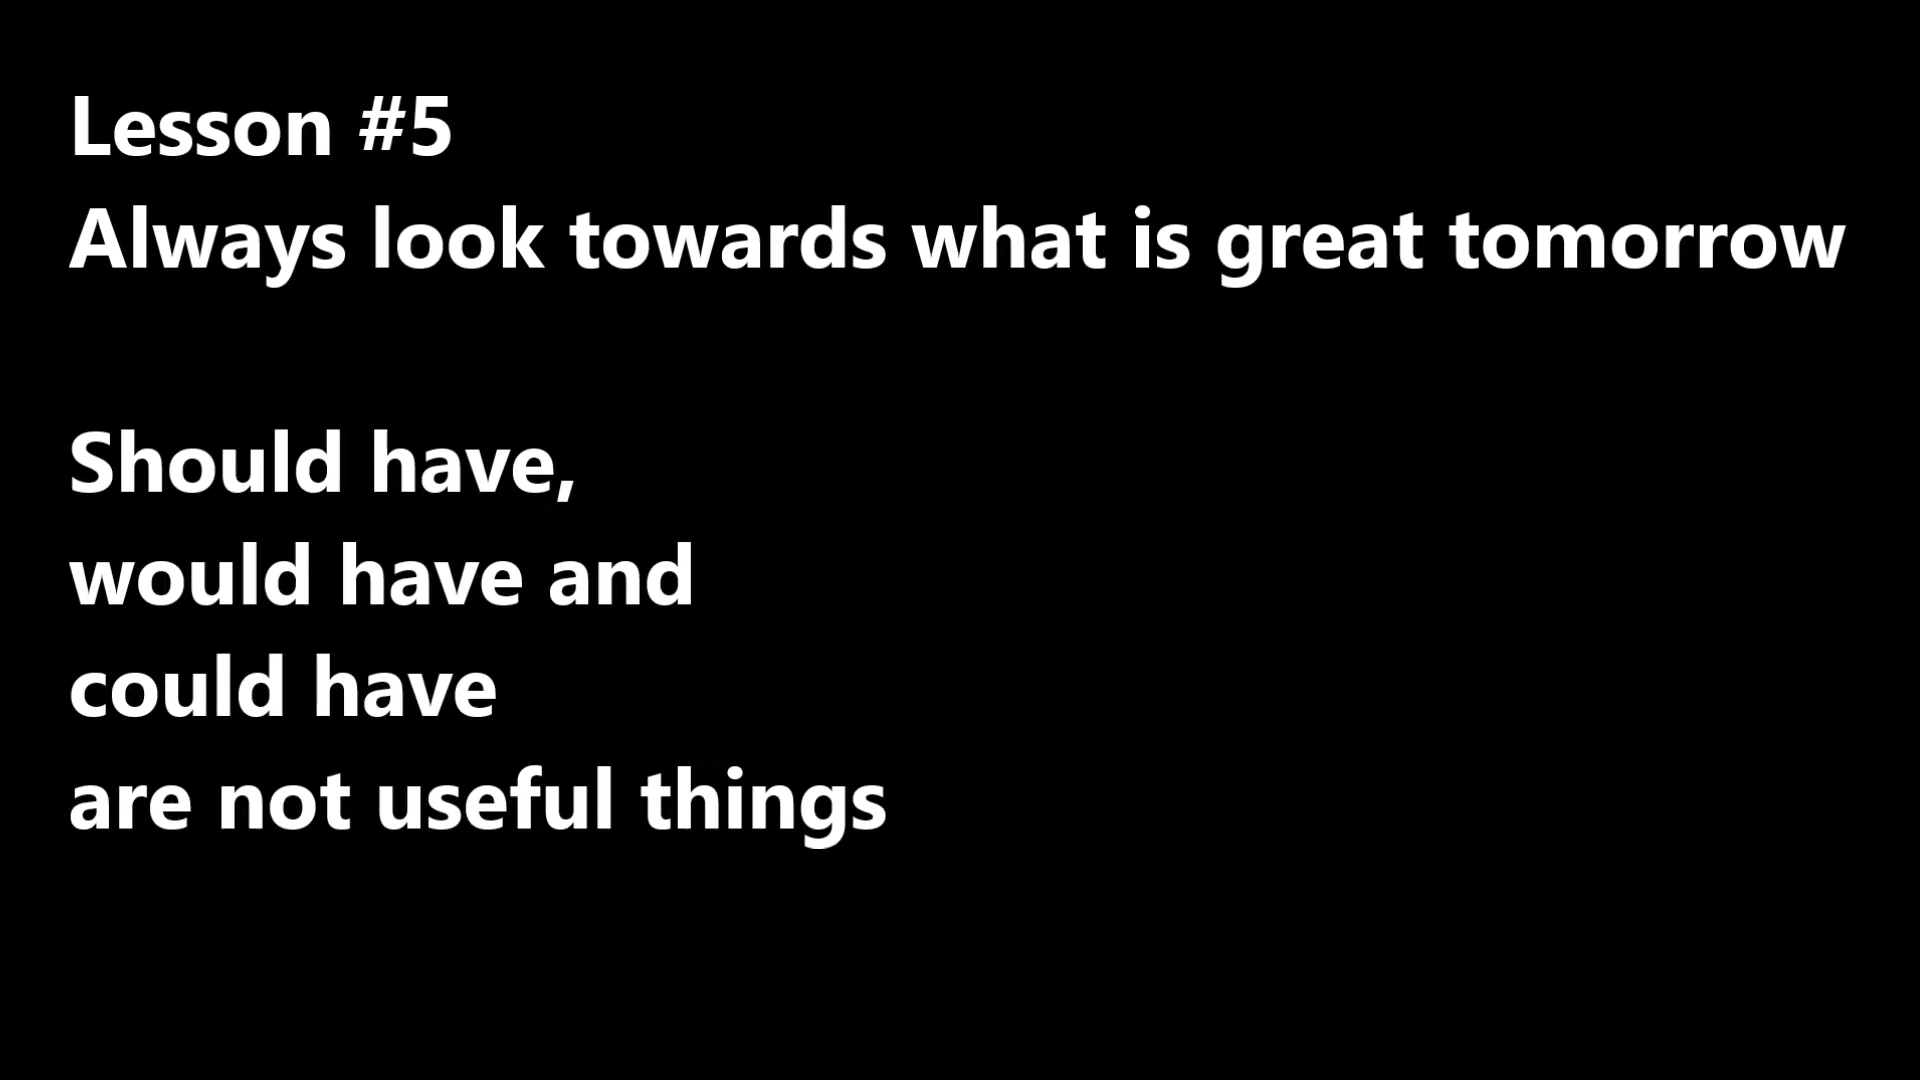 Lesson #5
Always look towards what is great tomorrow
Should have,
would have and
could have
are not useful things